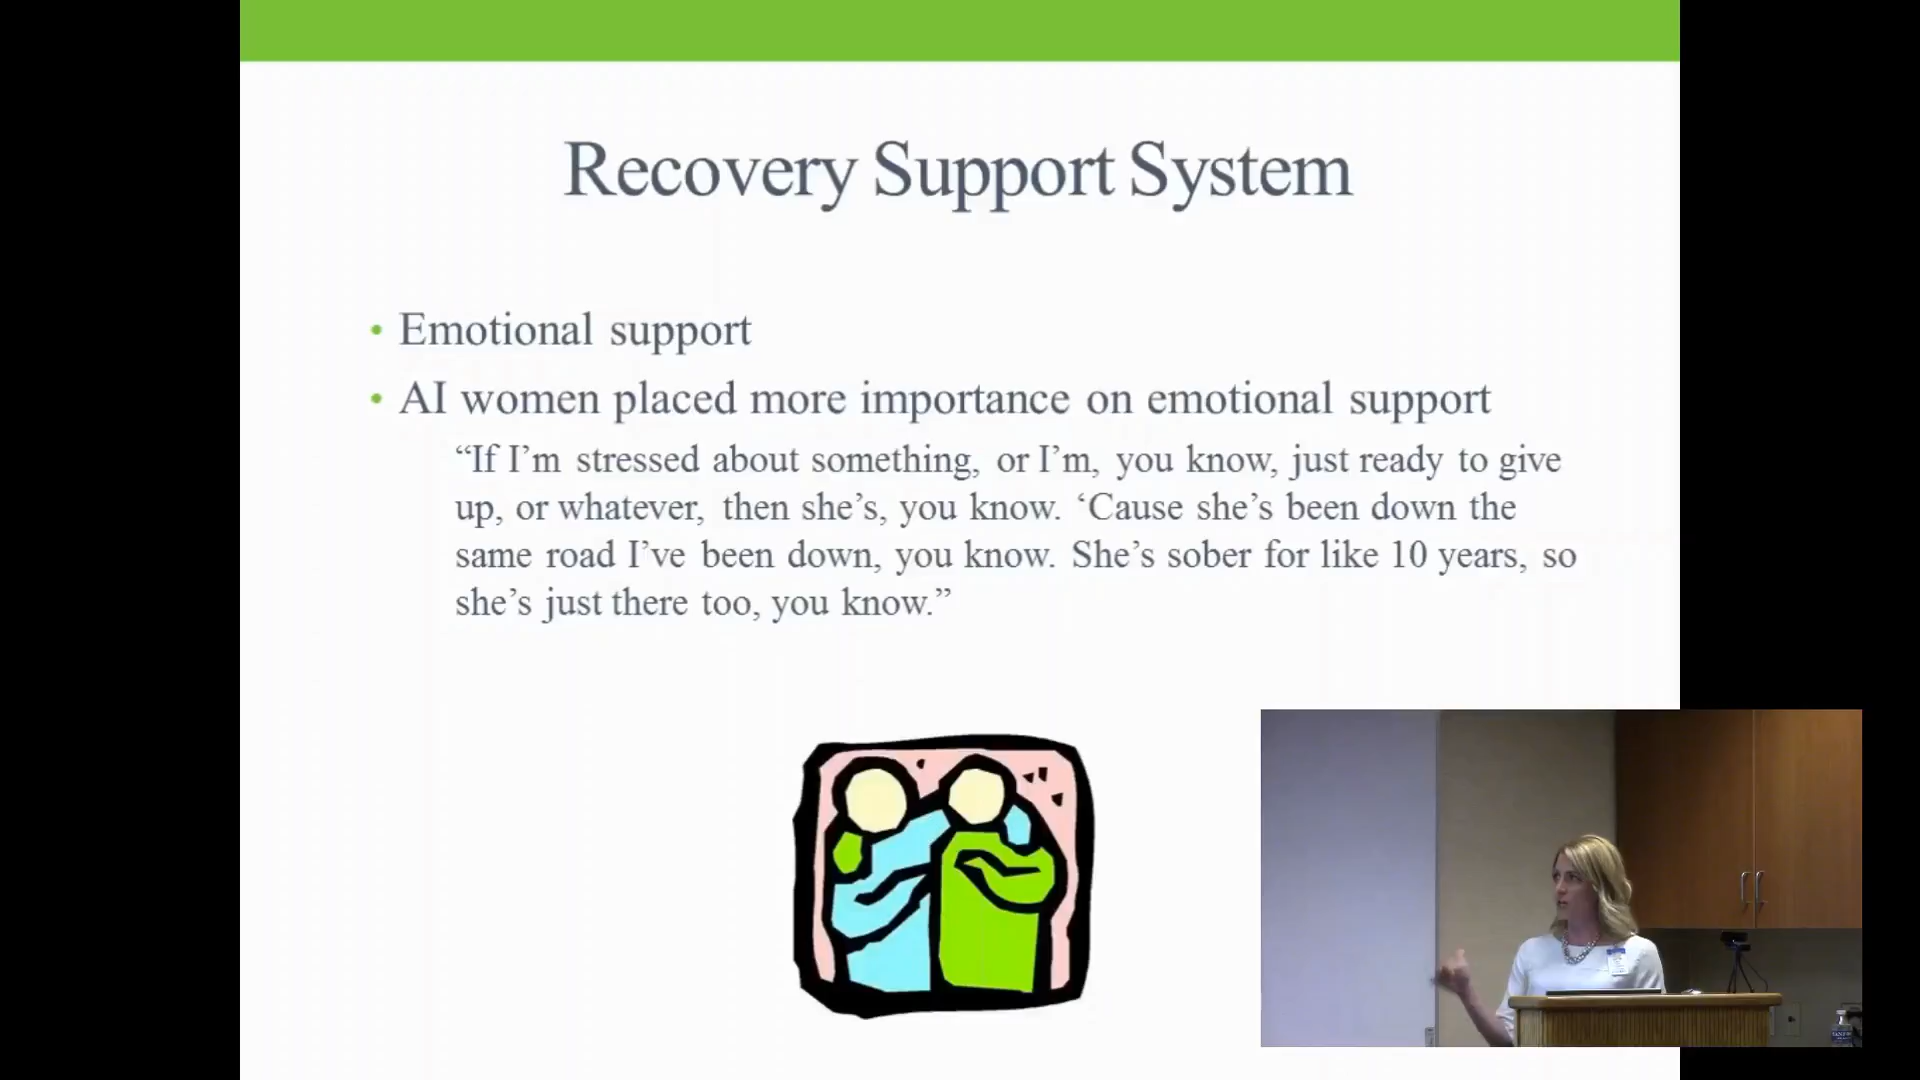 Recovery Support System
• Emotional support
• AI women placed more importance on emotional support
“If I’m stressed about something, or I’m, you know, just ready to give
up, or whatever, then she’s, you know. ‘Cause she’s been down the
same road I’ve been down, you know. She’s sober for like 10 years, so
she’s just there too, you know.”